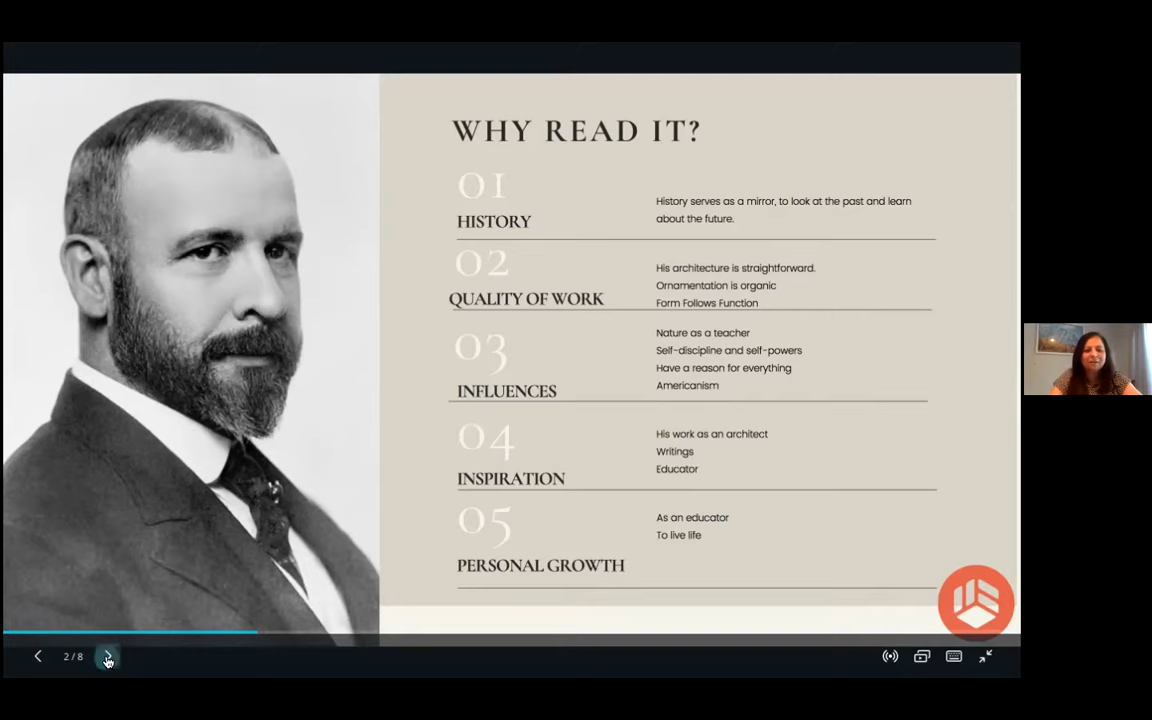 WHY READ IT?
01
HISTORY
History serves as a mirror, to look at the past and learn
about the future.
02
QUALITY OF WORK
His architecture is straightforward.
Ornamentation is organic
Form Follows Function
03
INFLUENCES
Nature as a teacher
Self-discipline and self-powers
Have a reason for everything
Americanism
04
INSPIRATION
His work as an architect
Writings
Educator
05
PERSONAL GROWTH
As an educator
To live life
2 / 8